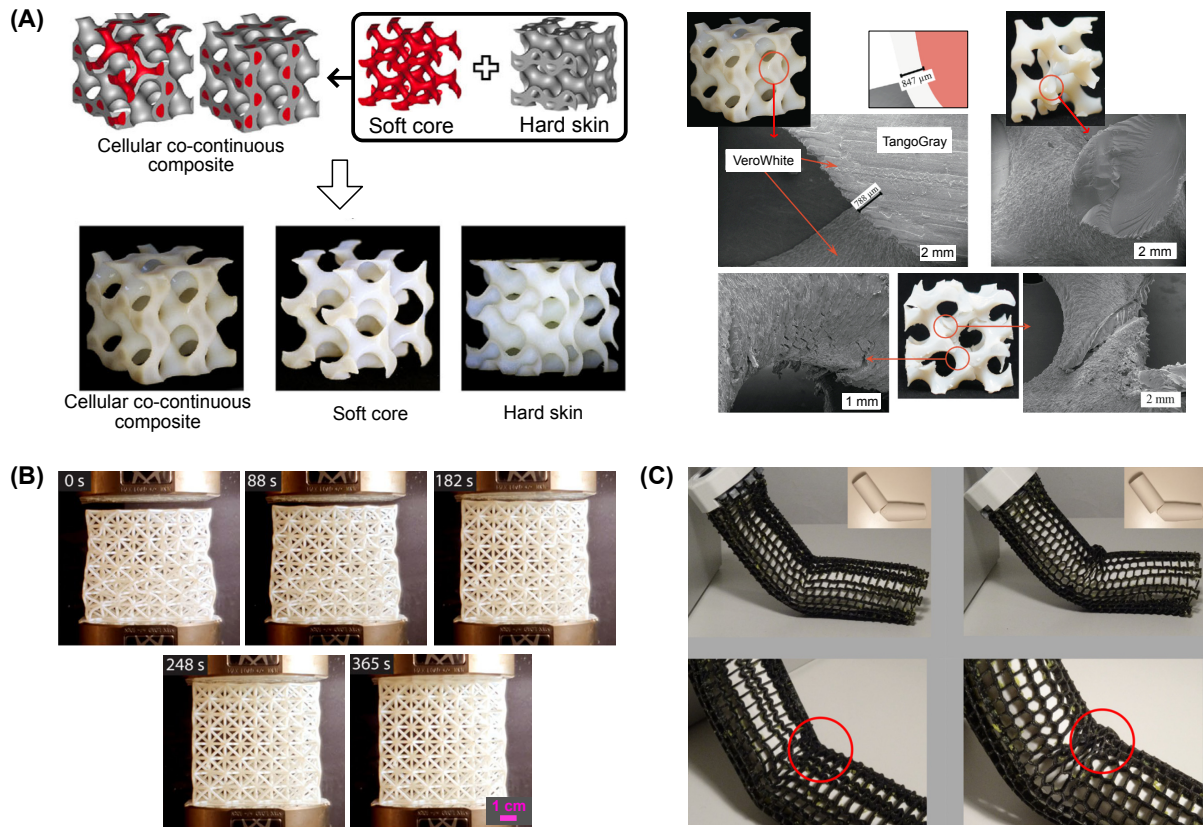 (A)
Soft core
Hard skin
Cellular co-continuous
composite
Cellular co-continuous
composite
Soft core
Hard skin
847 μm
VeroWhite
TangoGray
788 μm
2 mm
2 mm
1 mm
2 mm
(B)
0 s
88 s
182 s
248 s
365 s
1 cm
(C)